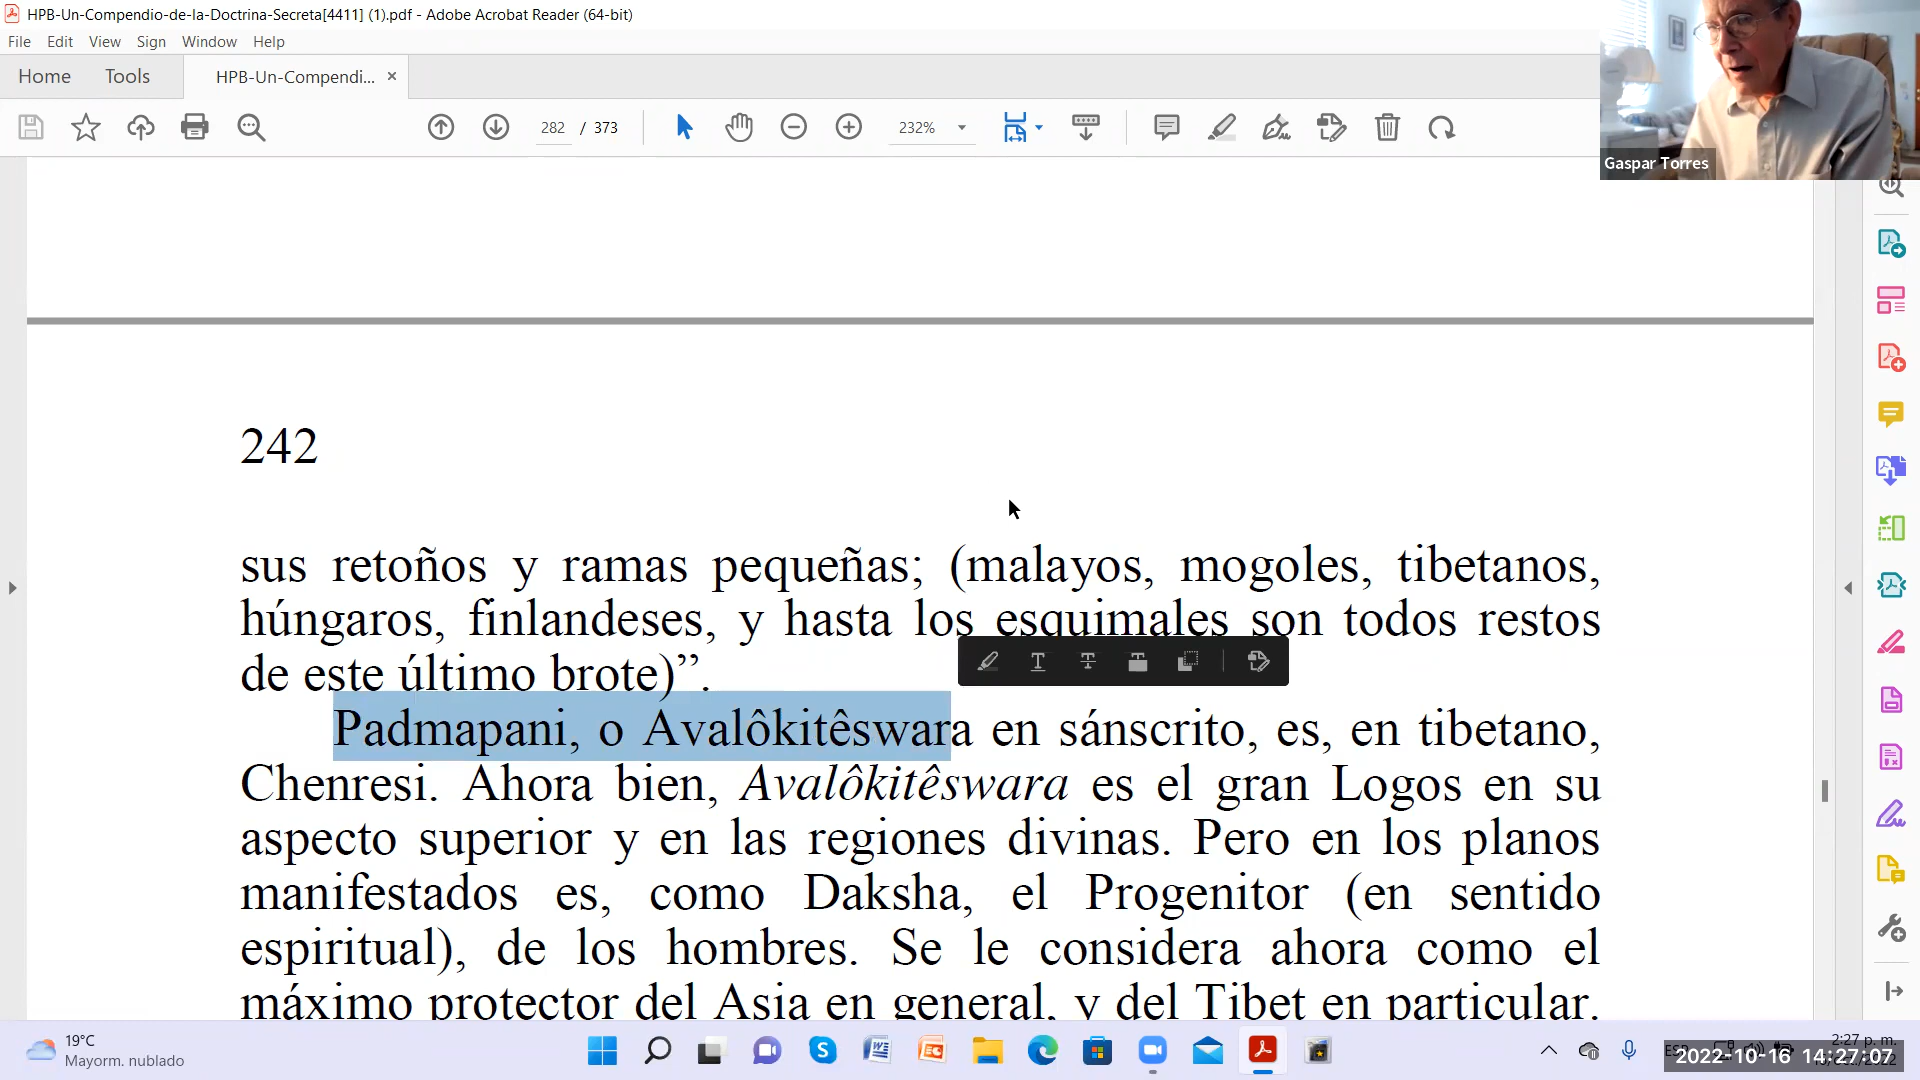 HPB-Un-Compendio-de-la-Doctrina-Secreta[4411] (1).pdf - Adobe Acrobat Reader (64-bit)
File Edit View Sign Window Help
Home Tools HPB-Un-Compendi... ×
282 / 373 232%
Gaspar Torres
242
sus retoños y ramas pequeñas; (malayos, mogoles, tibetanos,
húngaros, finlandeses, y hasta los esquimales son todos restos
de este último brote)”.
Padmapani, o Avalôkitêswara en sánscrito, es, en tibetano,
Chenresi. Ahora bien, Avalôkitêswara es el gran Logos en su
aspecto superior y en las regiones divinas. Pero en los planos
manifestados es, como Daksha, el Progenitor (en sentido
espiritual), de los hombres. Se le considera ahora como el
máximo protector del Asia en general, y del Tibet en particular.
19°C
Mayorm. nublado
2:27 p. m.
2022-10-16 14:27:07